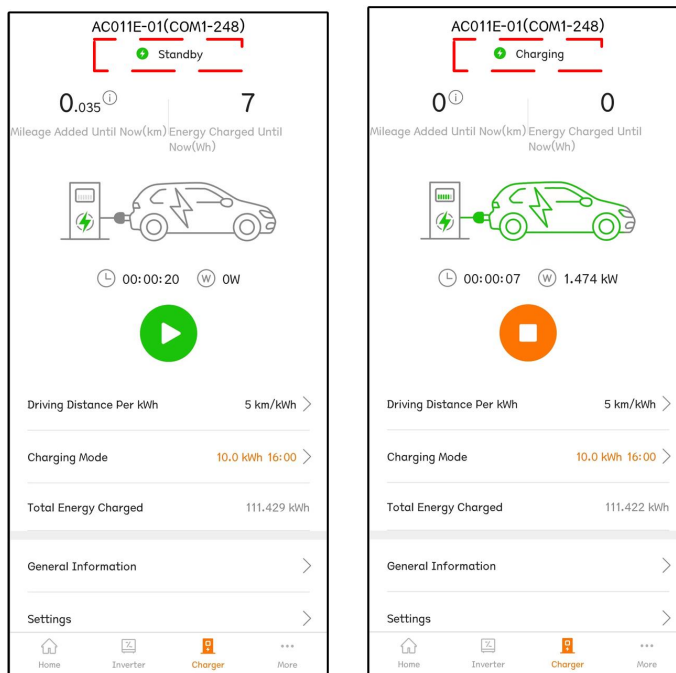 AC011E-01(COM1-248)
Standby
0.035
7
Mileage Added Until Now(km)
Energy Charged Until
Now(Wh)
00:00:20
W
0W
Driving Distance Per kWh
5 km/kWh
Charging Mode
10.0 kWh 16:00
Total Energy Charged
111.429 kWh
General Information
Settings
Home
Inverter
Charger
More
AC011E-01(COM1-248)
Charging
0
0
Mileage Added Until Now(km)
Energy Charged Until
Now(Wh)
00:00:07
W
1.474 kW
Driving Distance Per kWh
5 km/kWh
Charging Mode
10.0 kWh 16:00
Total Energy Charged
111.422 kWh
General Information
Settings
Home
Inverter
Charger
More